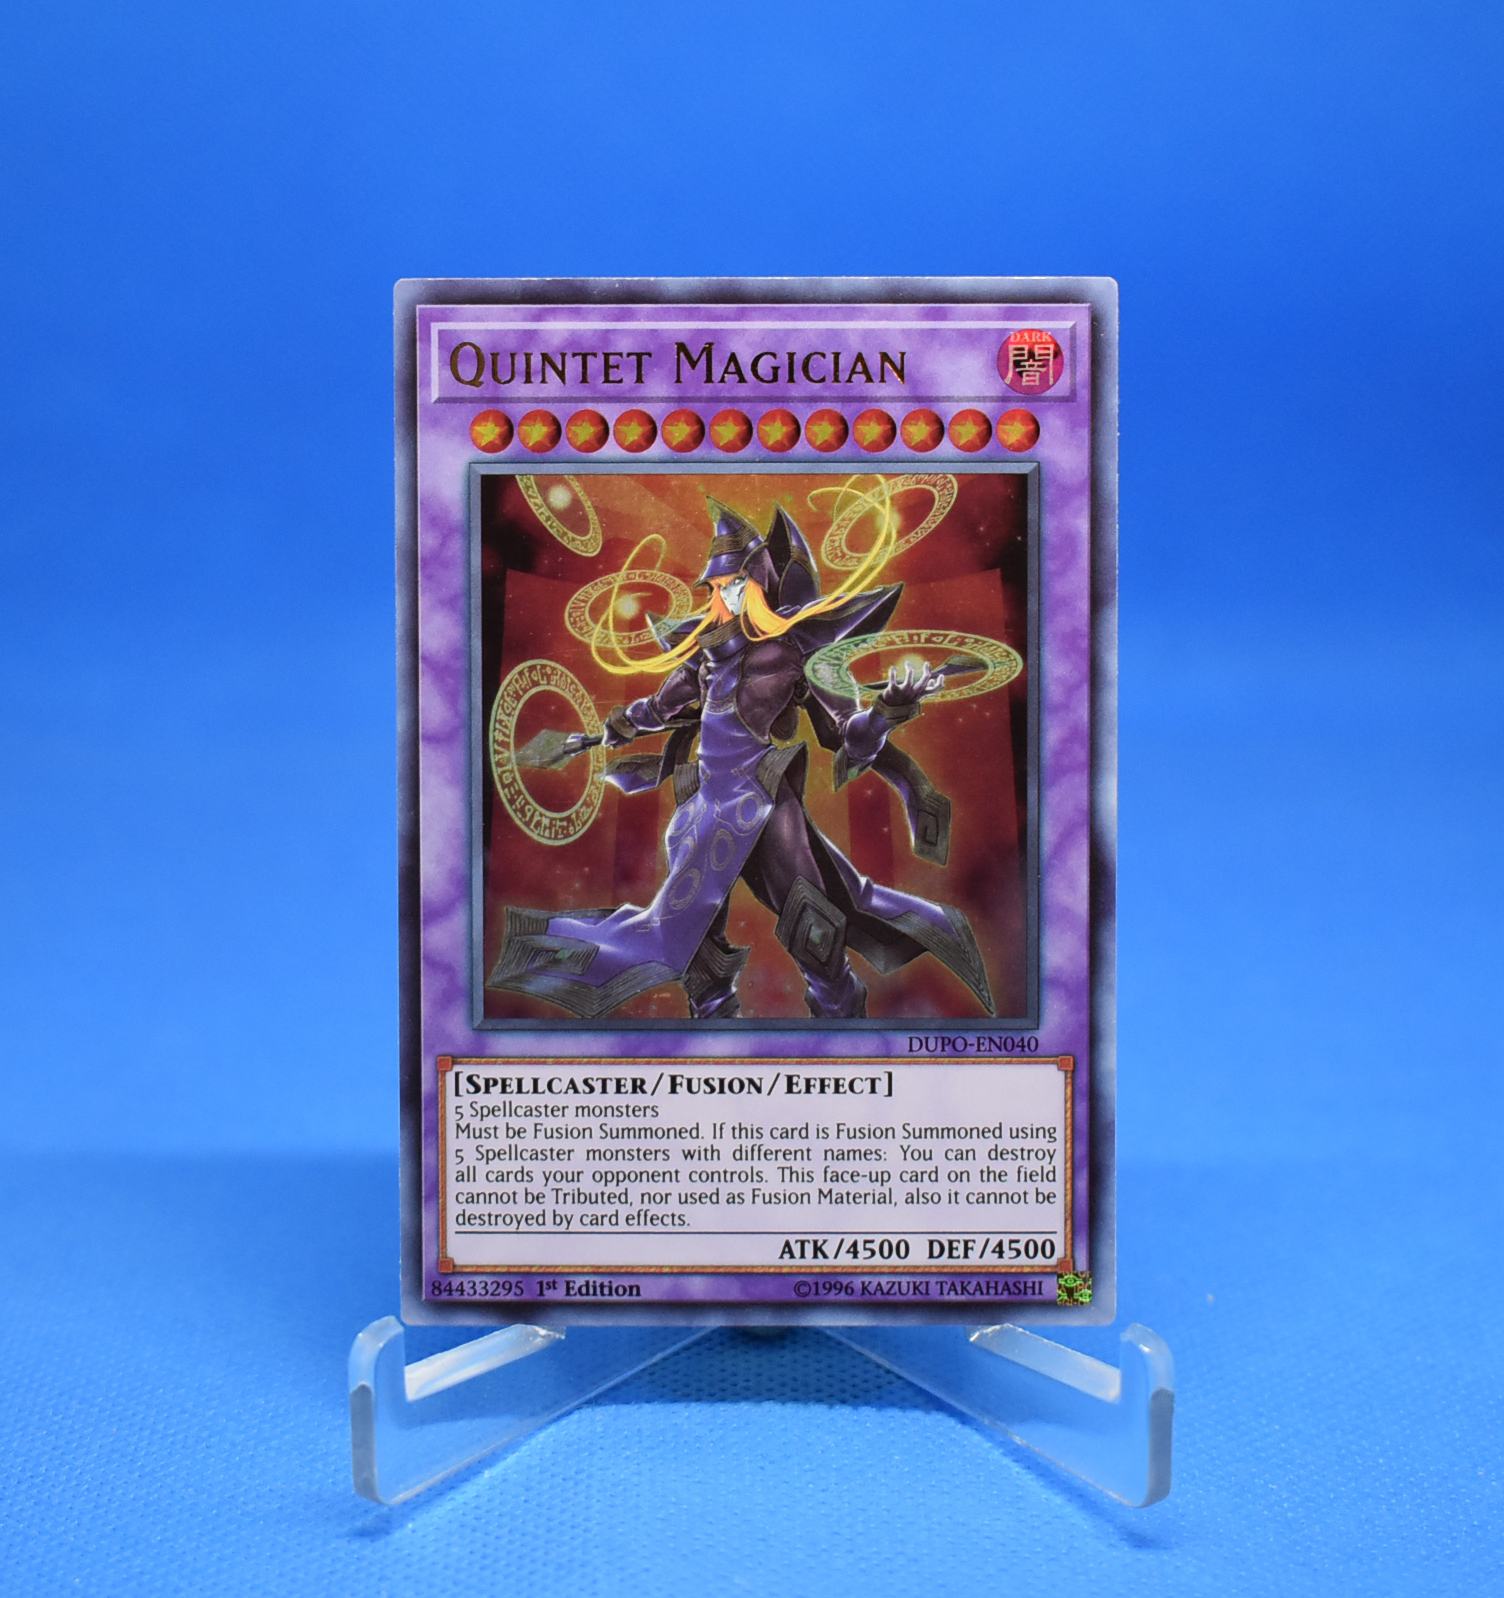 QUINTET MAGICIAN
DARK
闇
DUPO-EN040
[SPELLCASTER/FUSION/EFFECT]
5 Spellcaster monsters
Must be Fusion Summoned. If this card is Fusion Summoned using
5 Spellcaster monsters with different names: You can destroy
all cards your opponent controls. This face-up card on the field
cannot be Tributed, nor used as Fusion Material, also it cannot be
destroyed by card effects.
ATK/4500 DEF/4500
84433295 1st Edition
©1996 KAZUKI TAKAHASHI